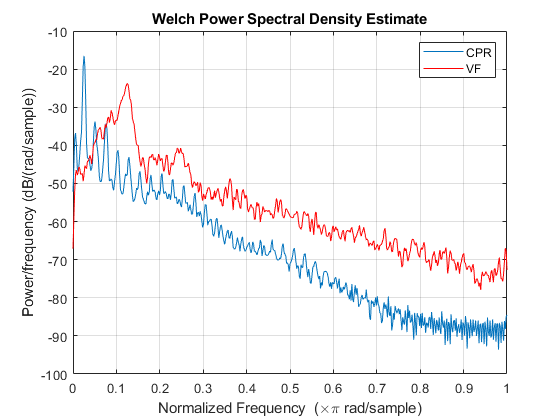 Welch Power Spectral Density Estimate
CPR
VF
Power/frequency (dB/(rad/sample))
-10
-20
-30
-40
-50
-60
-70
-80
-90
-100
0 0.1 0.2 0.3 0.4 0.5 0.6 0.7 0.8 0.9 1
Normalized Frequency (×π rad/sample)